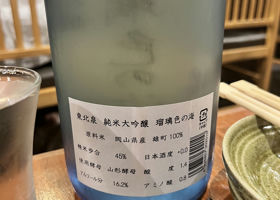 東北泉 純米大吟醸 瑠璃色の海
原料米 岡山県産 雄町100%
精米歩合 45% 日本酒度 +0.0
使用酵母 山形酵母 酸度 1.4
アルコール分 16.2% アミノ酸 0.8